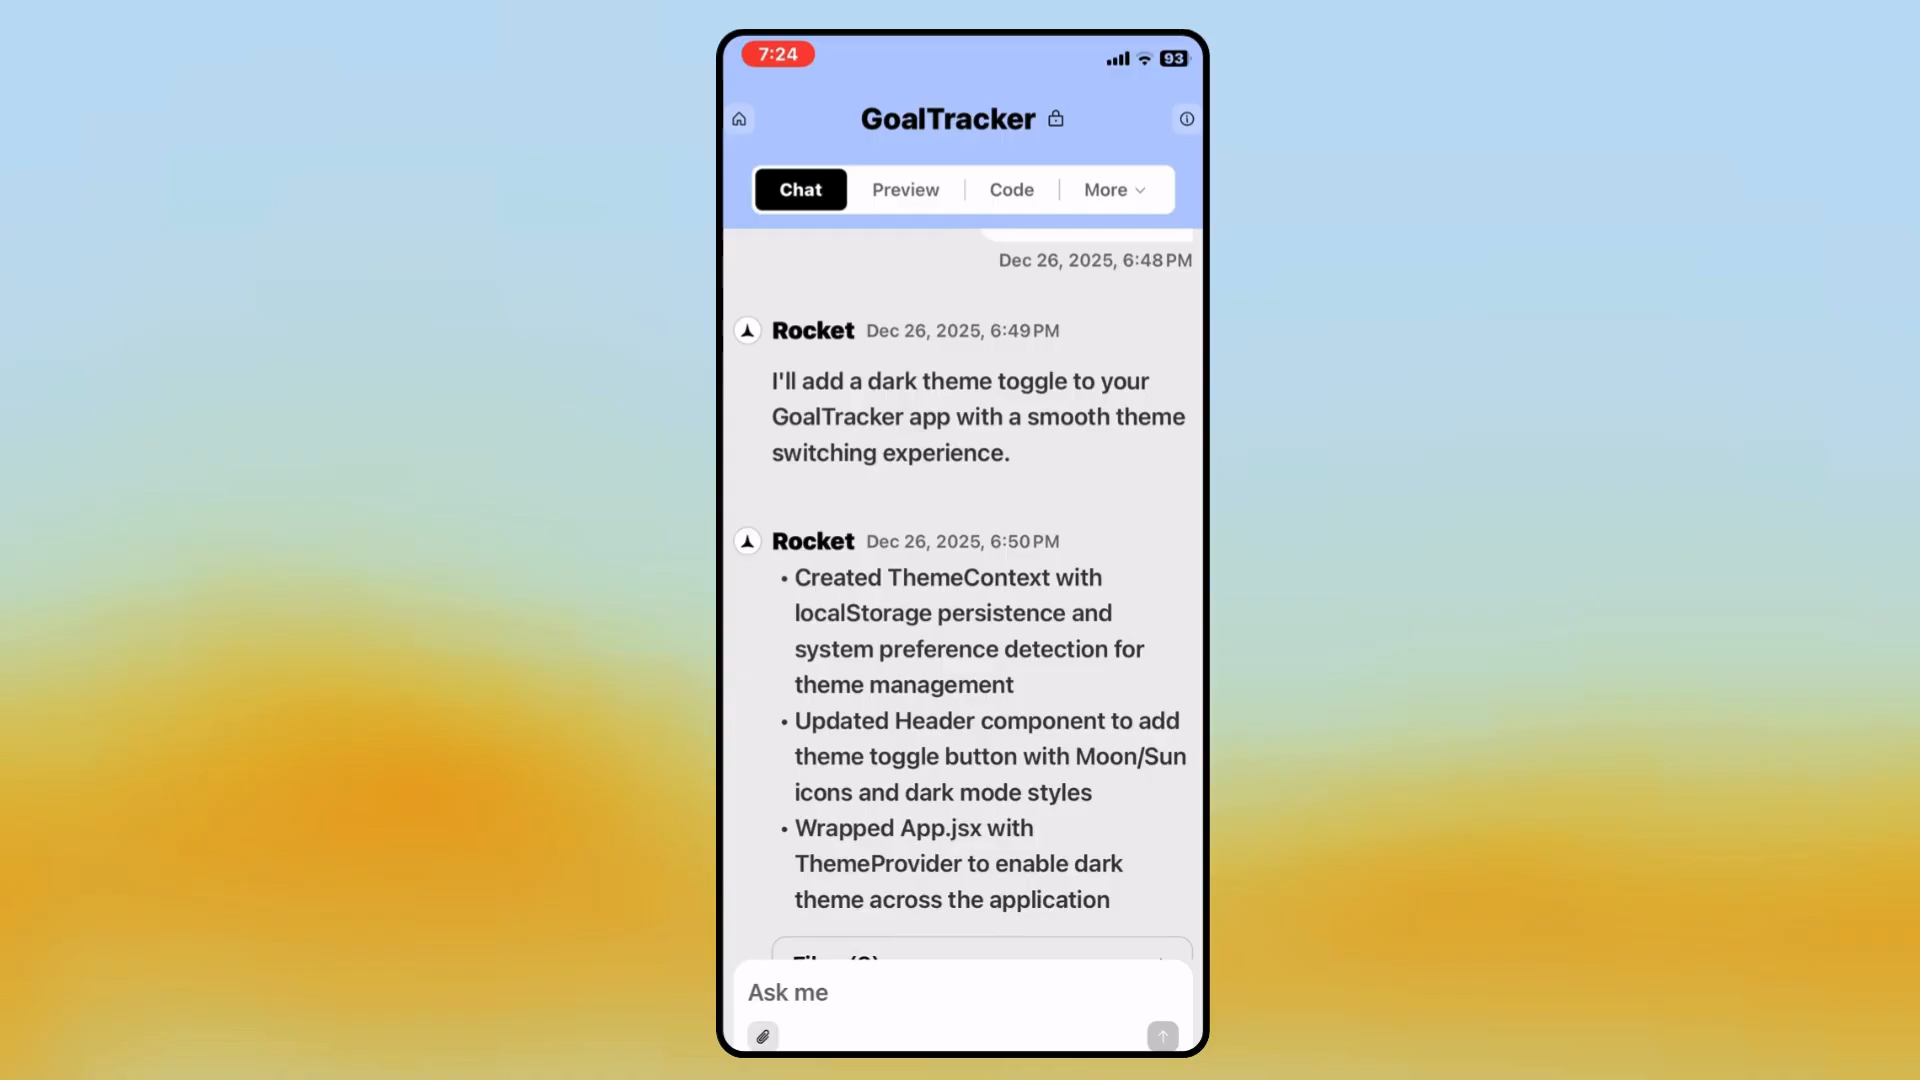 7:24
93
GoalTracker
Chat
Preview
Code
More
Dec 26, 2025, 6:48 PM
Rocket Dec 26, 2025, 6:49 PM
I'll add a dark theme toggle to your
GoalTracker app with a smooth theme
switching experience.
Rocket Dec 26, 2025, 6:50 PM
• Created ThemeContext with
localStorage persistence and
system preference detection for
theme management
• Updated Header component to add
theme toggle button with Moon/Sun
icons and dark mode styles
• Wrapped App.jsx with
ThemeProvider to enable dark
theme across the application
Ask me